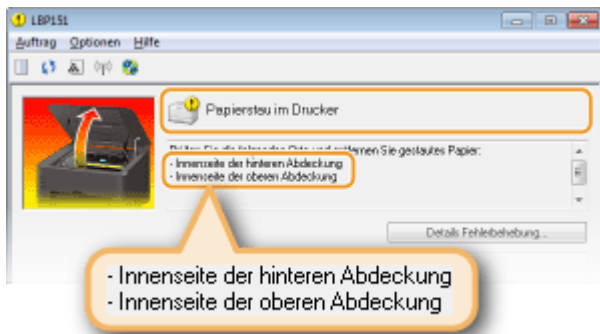 LBP151
Auftrag Optionen Hilfe
Papierstau im Drucker
Sie die folgenden Orte und entfernen Sie gestautes Papier:
- Innenseite der hinteren Abdeckung
- Innenseite der oberen Abdeckung
Details Fehlerbehebung...
- Innenseite der hinteren Abdeckung
- Innenseite der oberen Abdeckung